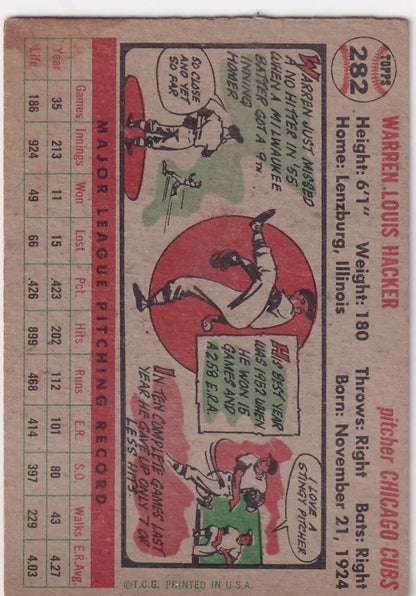 TOPPS
282
WARREN LOUIS HACKER
pitcher CHICAGO CUBS
Height: 6'1" Weight: 180 Throws: Right Bats: Right
Home: Lenzburg, Illinois Born: November 21, 1924
WARREN JUST MISSED
A NO HITTER IN '55
WHEN A MILWAUKEE
BATTER GOT A 9TH
INNING
HOMER
SO CLOSE
AND YET
SO FAR
HIS BEST YEAR
WAS 1952 WHEN
HE WON 15
GAMES AND
A 2.58 E.R.A.
I LOVE A
STINGY PITCHER
IN TEN COMPLETE GAMES LAST
YEAR HE GAVE UP ONLY 7 OR
LESS HITS
MAJOR LEAGUE PITCHING RECORD
Games Innings Won Lost Pct. Hits Runs E.R. S.O. Walks E.R.Avg.
Year 35 213 11 15 .423 202 112 101 80 43 4.27
Life 186 924 49 66 .426 899 468 414 397 229 4.03
©T.C.G. PRINTED IN U.S.A.